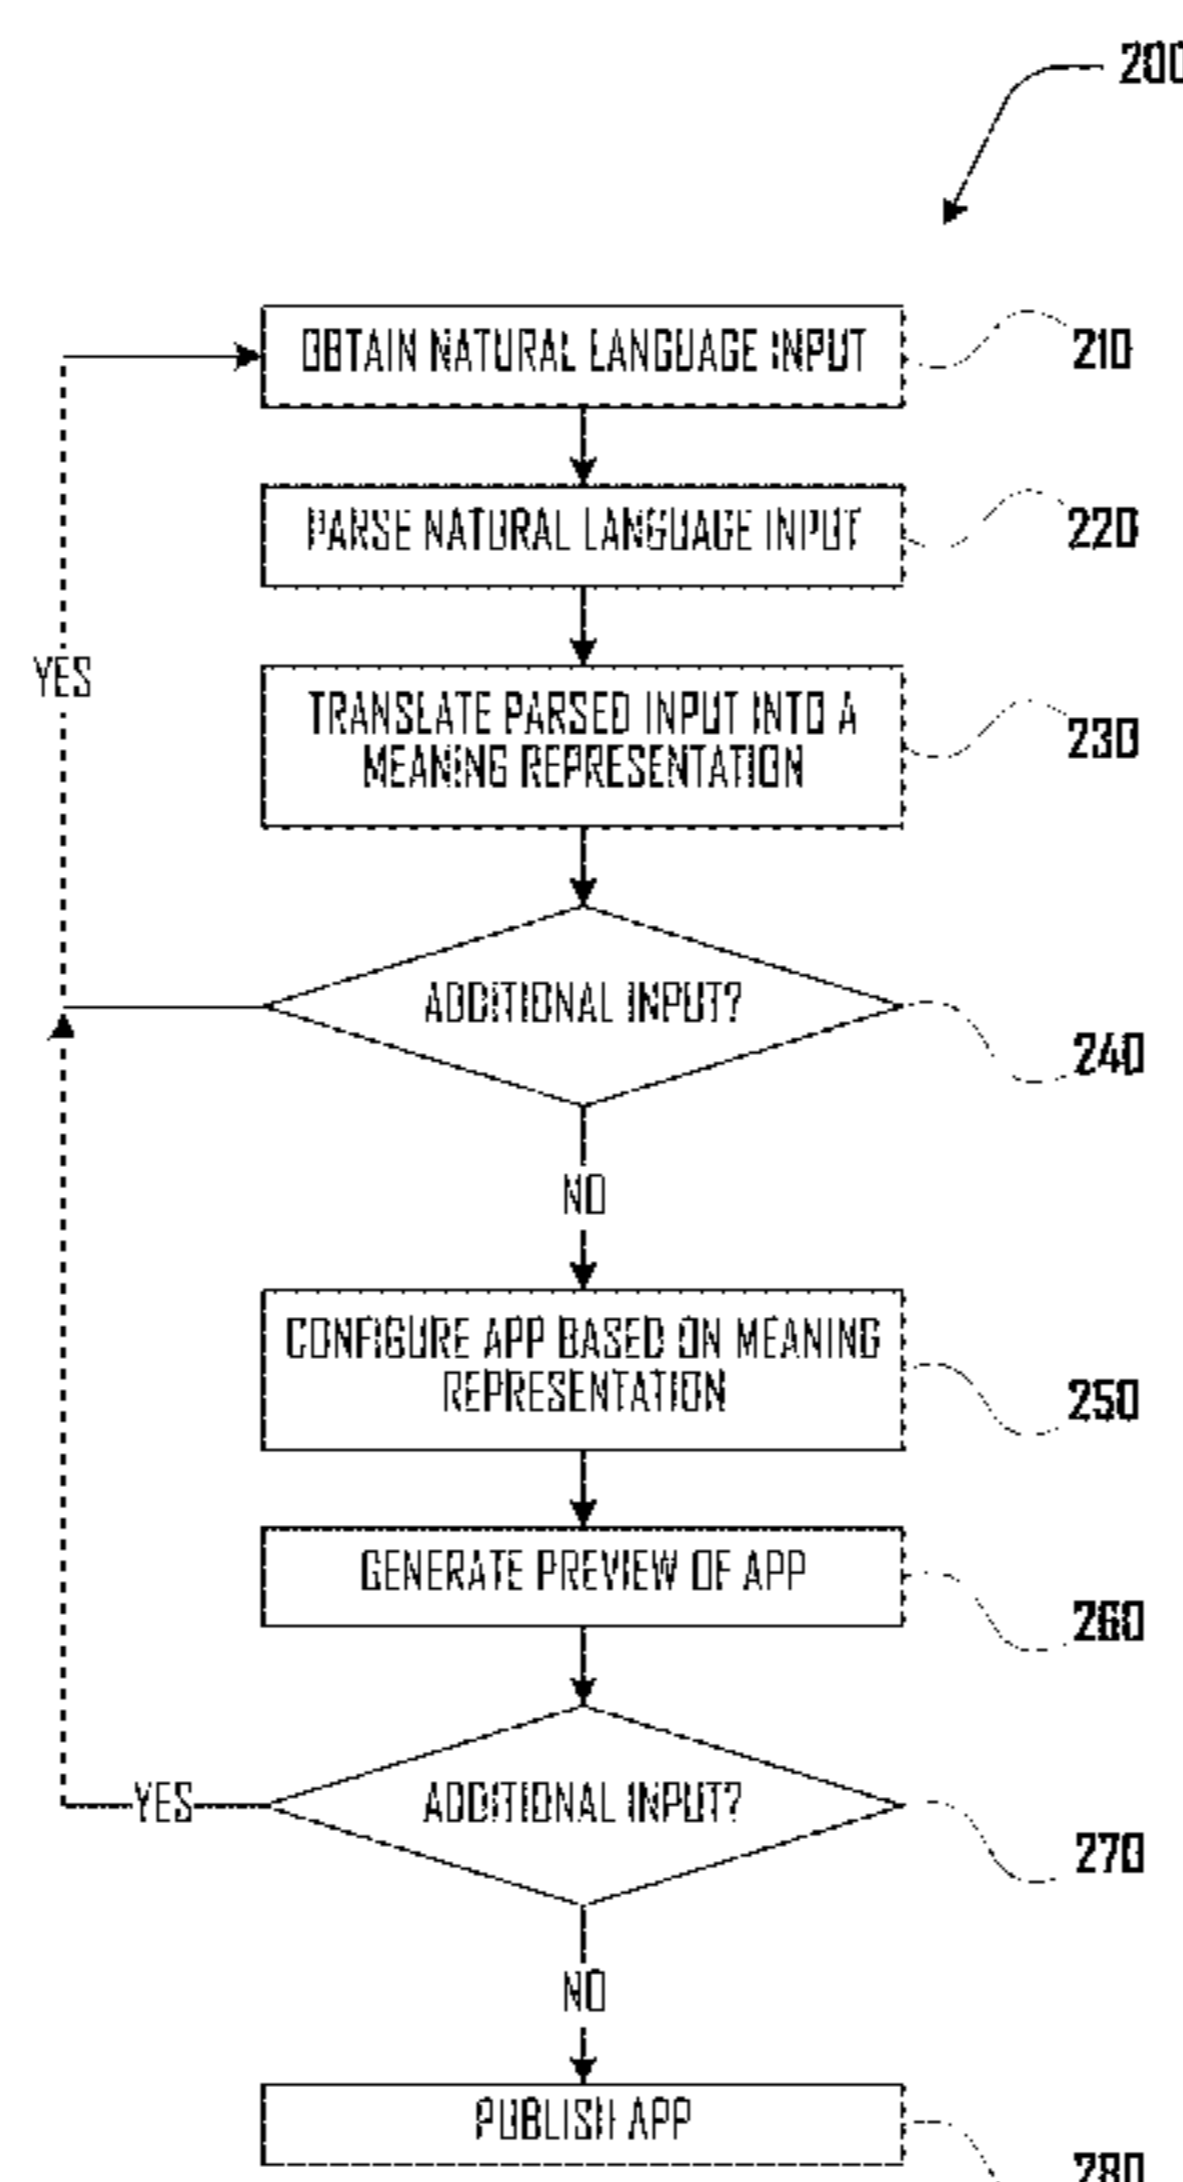 200
OBTAIN NATURAL LANGUAGE INPUT
210
PARSE NATURAL LANGUAGE INPUT
220
YES
TRANSLATE PARSED INPUT INTO A
MEANING REPRESENTATION
230
ADDITIONAL INPUT?
240
NO
CONFIGURE APP BASED ON MEANING
REPRESENTATION
250
GENERATE PREVIEW OF APP
260
YES
ADDITIONAL INPUT?
270
NO
PUBLISH APP
280